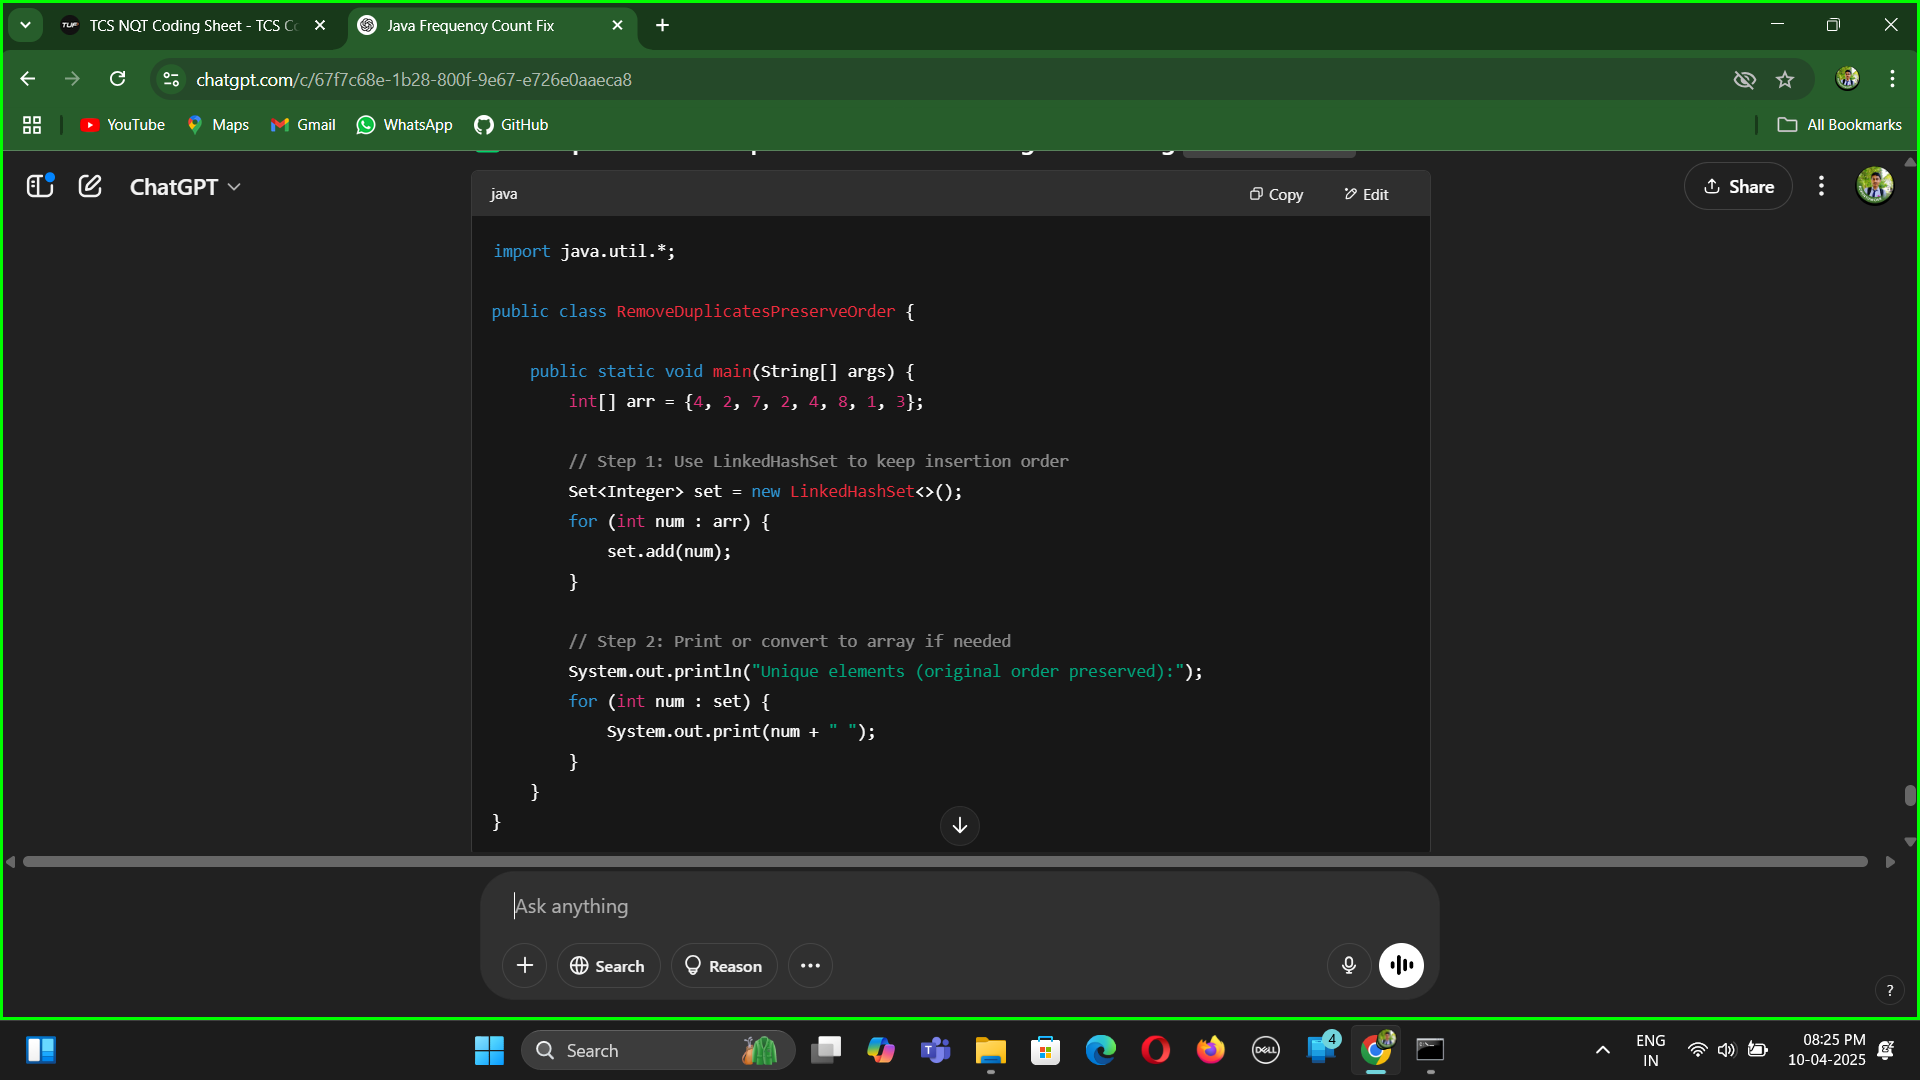 TCS NQT Coding Sheet - TCS Co
Java Frequency Count Fix
chatgpt.com/c/67f7c68e-1b28-800f-9e67-e726e0aaeca8
YouTube
Maps
Gmail
WhatsApp
GitHub
All Bookmarks
ChatGPT
Share
java
Copy
Edit
import java.util.*;
public class RemoveDuplicatesPreserveOrder {
public static void main(String[] args) {
int[] arr = {4, 2, 7, 2, 4, 8, 1, 3};
// Step 1: Use LinkedHashSet to keep insertion order
Set<Integer> set = new LinkedHashSet<>();
for (int num : arr) {
set.add(num);
}
// Step 2: Print or convert to array if needed
System.out.println("Unique elements (original order preserved):");
for (int num : set) {
System.out.print(num + " ");
}
}
}
Ask anything
Search
Reason
?
Search
DELL
4
ENG
IN
08:25 PM
10-04-2025